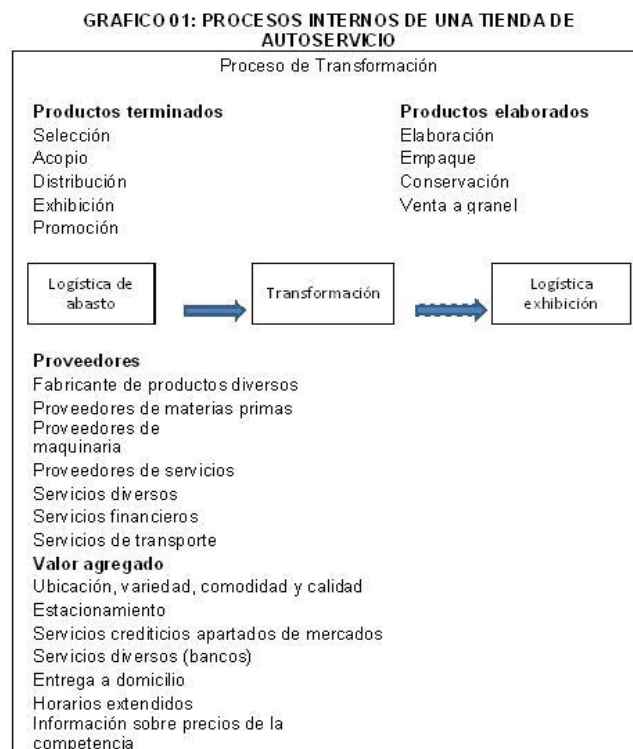 GRAFICO 01: PROCESOS INTERNOS DE UNA TIENDA DE
AUTOSERVICIO
Proceso de Transformación
Productos terminados
Selección
Acopio
Distribución
Exhibición
Promoción
Productos elaborados
Elaboración
Empaque
Conservación
Venta a granel
Logística de
abasto
Transformación
Logística
exhibición
Proveedores
Fabricante de productos diversos
Proveedores de materias primas
Proveedores de
maquinaria
Proveedores de servicios
Servicios diversos
Servicios financieros
Servicios de transporte
Valor agregado
Ubicación, variedad, comodidad y calidad
Estacionamiento
Servicios crediticios apartados de mercados
Servicios diversos (bancos)
Entrega a domicilio
Horarios extendidos
Información sobre precios de la
competencia